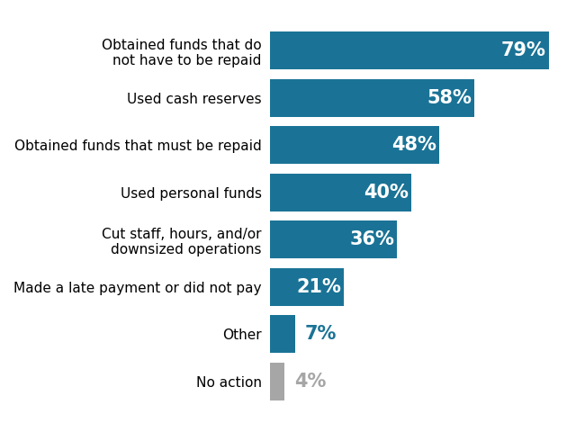 Obtained funds that do
not have to be repaid
79%
Used cash reserves
58%
Obtained funds that must be repaid
48%
Used personal funds
40%
Cut staff, hours, and/or
downsized operations
36%
Made a late payment or did not pay
21%
Other
7%
No action
4%